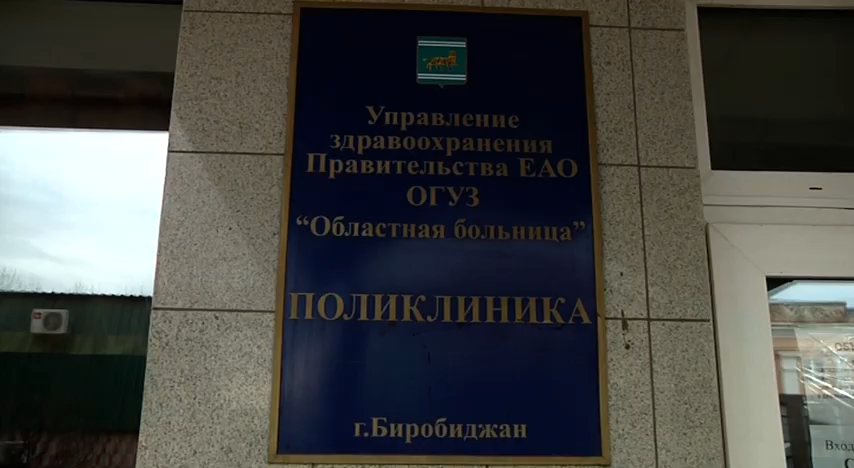 Управление
здравоохранения
Правительства ЕАО
ОГУЗ
“Областная больница”
ПОЛИКЛИНИКА
г.Биробиджан